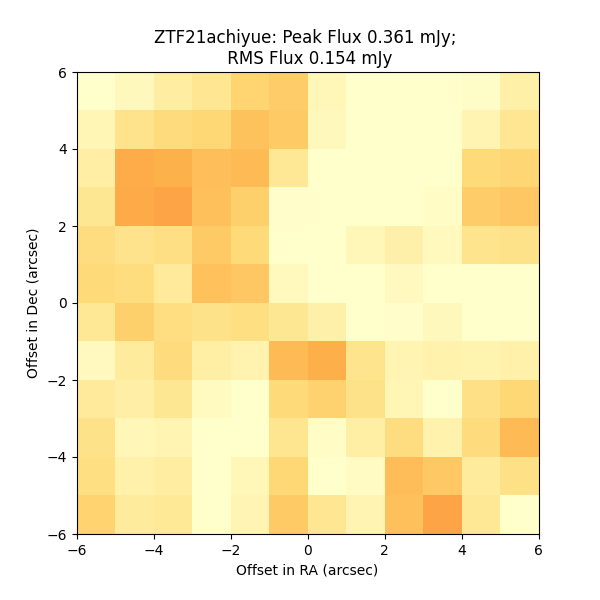 ZTF21achiyue: Peak Flux 0.361 mJy;
RMS Flux 0.154 mJy
6
4
2
0
−2
−4
−6
Offset in Dec (arcsec)
−6 −4 −2 0 2 4 6
Offset in RA (arcsec)